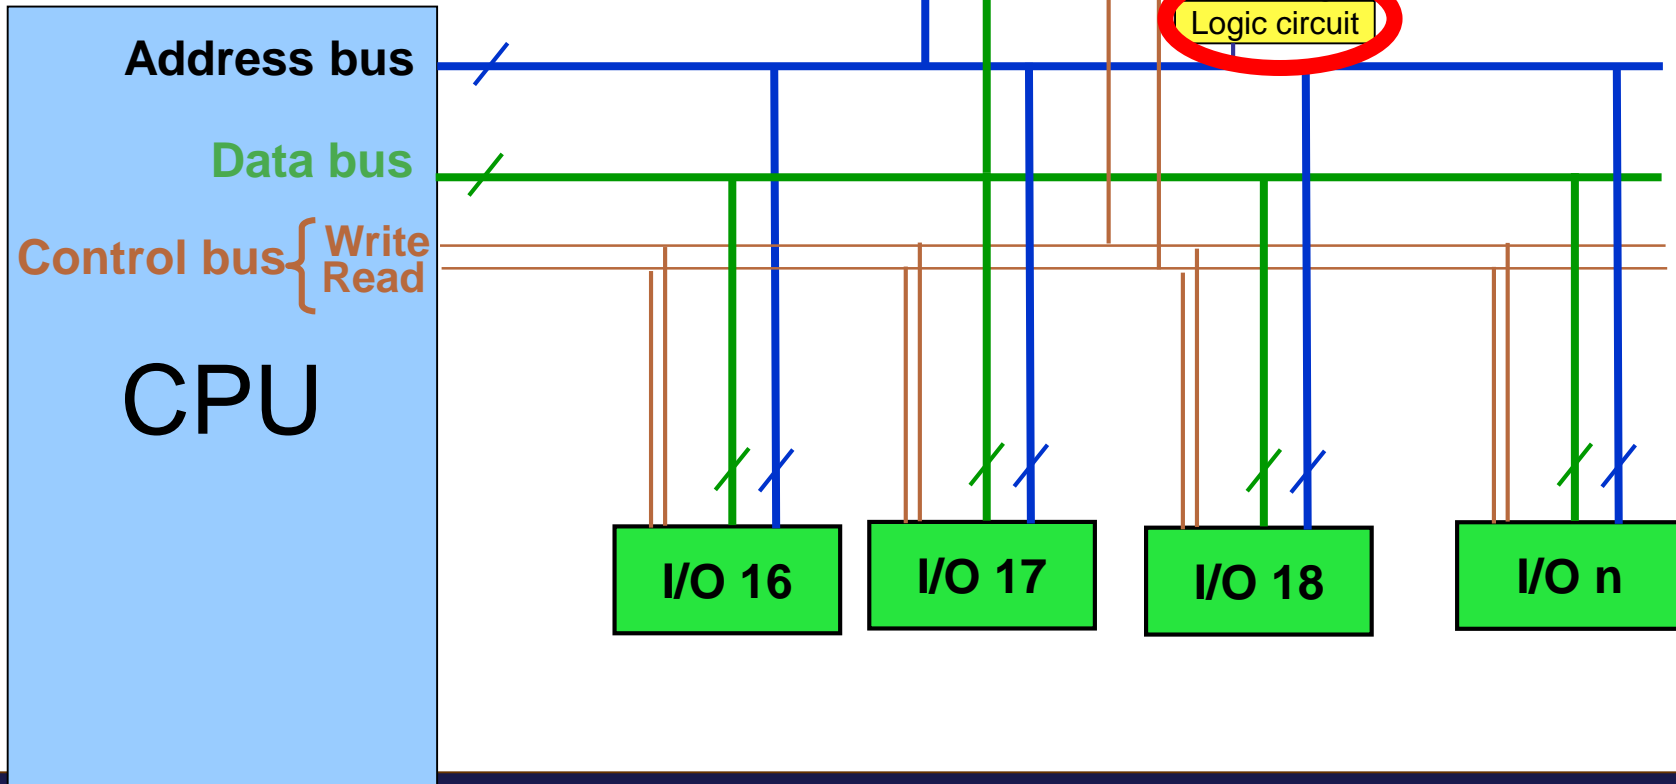 Logic circuit
Address bus
Data bus
Control bus { Write
Read
CPU
I/O 16
I/O 17
I/O 18
I/O n